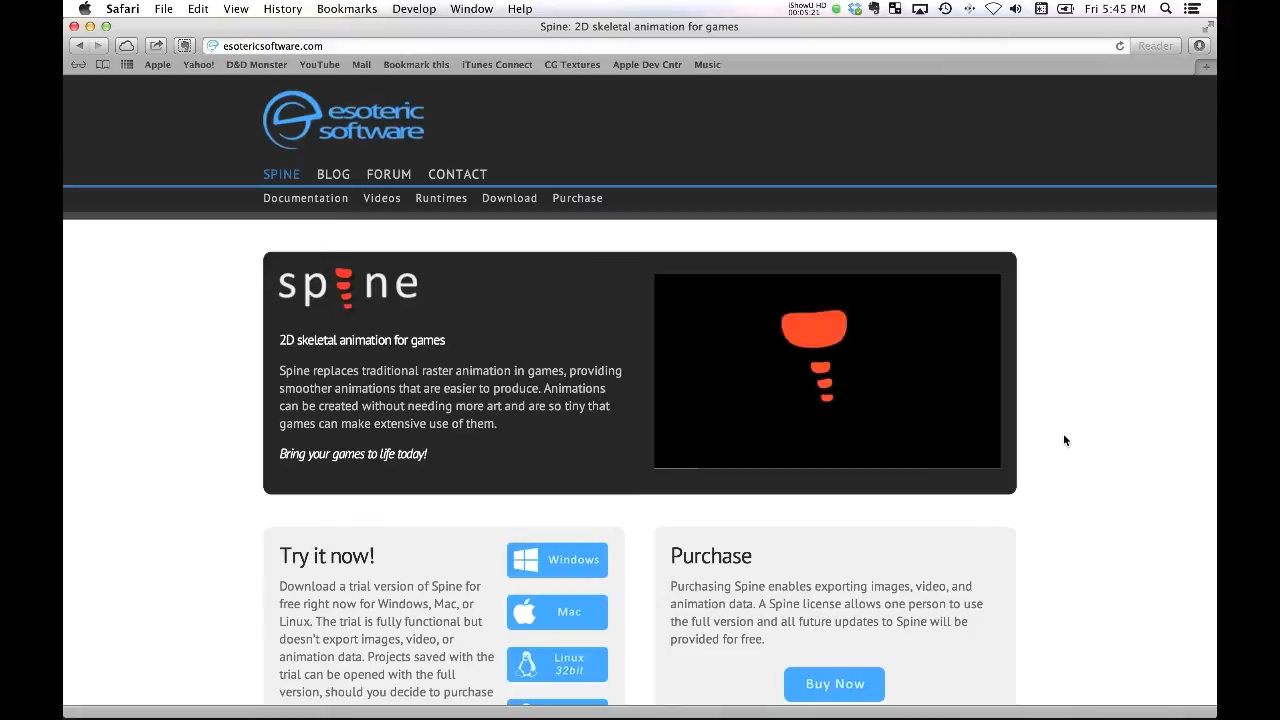 Safari File Edit View History Bookmarks Develop Window Help iShowU HD 00:05:21 Fri 5:45 PM
Spine: 2D skeletal animation for games
esotericsoftware.com Reader
Apple Yahoo! D&D Monster YouTube Mail Bookmark this iTunes Connect CG Textures Apple Dev Cntr Music
esoteric
software
SPINE BLOG FORUM CONTACT
Documentation Videos Runtimes Download Purchase
spine
2D skeletal animation for games
Spine replaces traditional raster animation in games, providing
smoother animations that are easier to produce. Animations
can be created without needing more art and are so tiny that
games can make extensive use of them.
Bring your games to life today!
Try it now!
Download a trial version of Spine for
free right now for Windows, Mac, or
Linux. The trial is fully functional but
doesn't export images, video, or
animation data. Projects saved with the
trial can be opened with the full
version, should you decide to purchase
Windows
Mac
Linux
32bit
Purchase
Purchasing Spine enables exporting images, video, and
animation data. A Spine license allows one person to use
the full version and all future updates to Spine will be
provided for free.
Buy Now